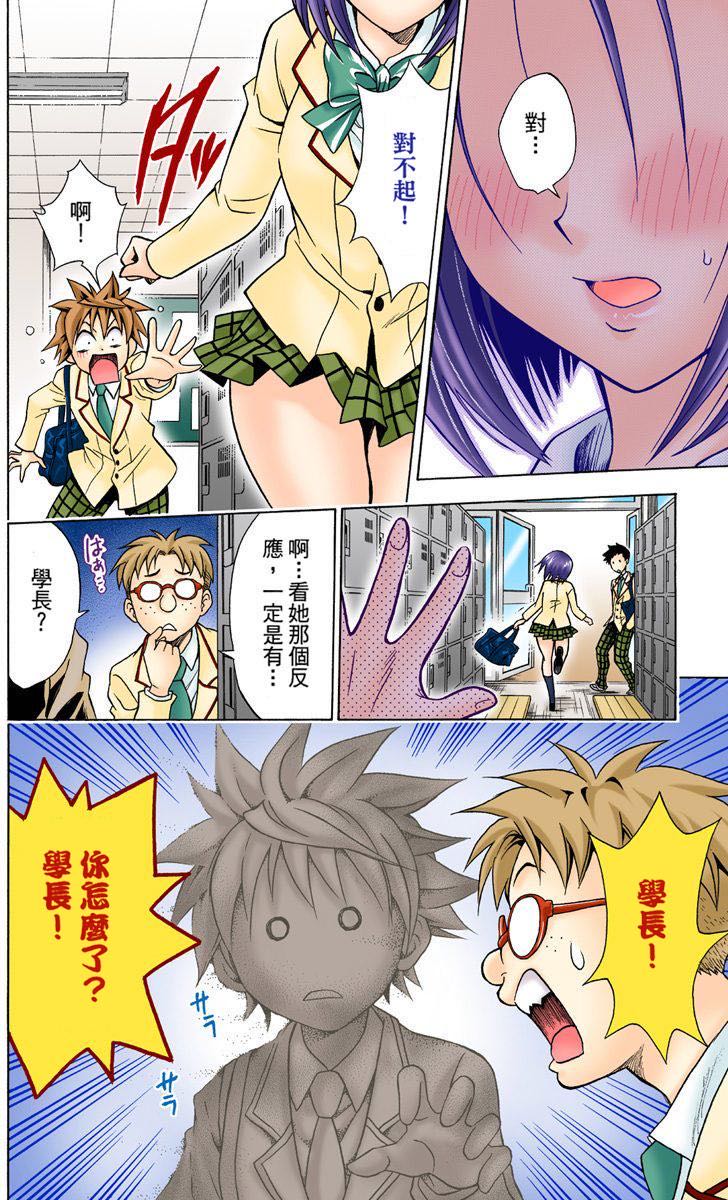 對…
對不起！
ダッ
啊！
啊…看她那個反
應，一定是有…
はぁ…
學長？
學長！
你怎麼了？
學長！
サラ
サラ